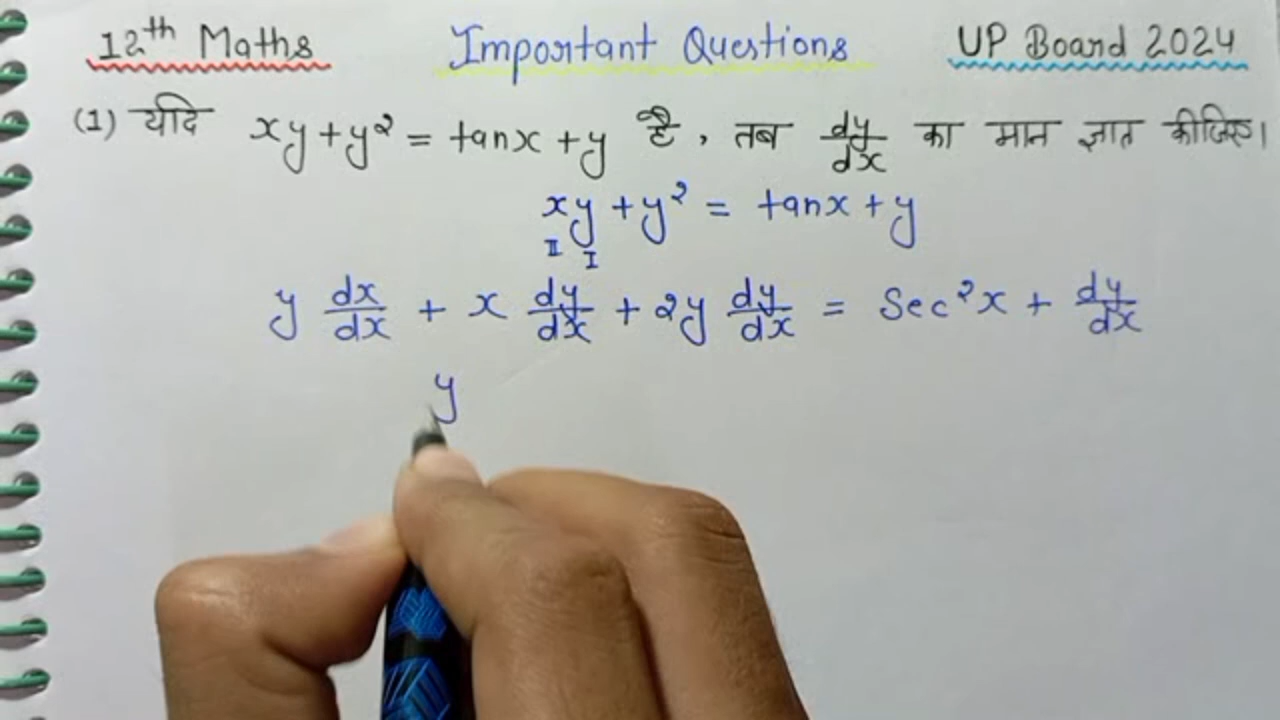 12th Maths Important Questions UP Board 2024
(1) यदि xy + y² = tanx + y है, तब dy/dx का मान ज्ञात कीजिए।
xy + y² = tanx + y
II I
y dx/dx + x dy/dx + 2y dy/dx = Sec²x + dy/dx
y